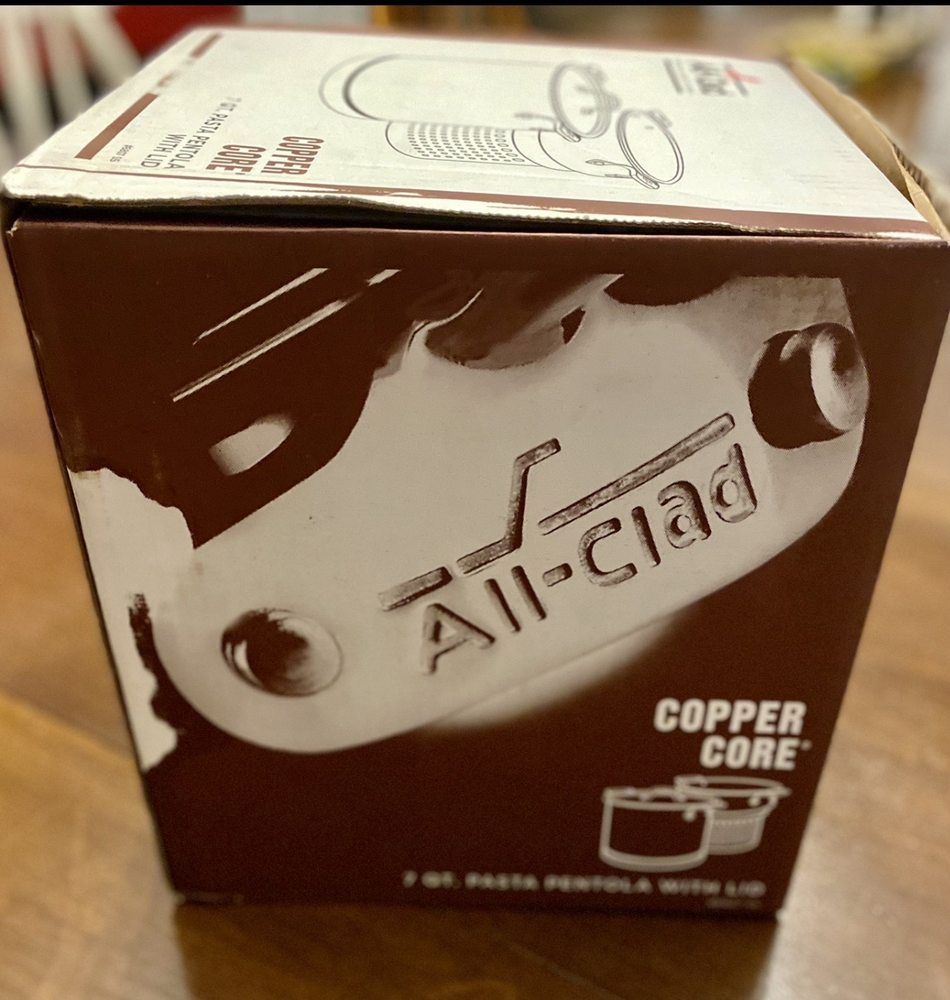 COPPER
CORE®
7 QT. PASTA PENTOLA
WITH LID
All-Clad
COPPER
CORE®
7 QT. PASTA PENTOLA WITH LID